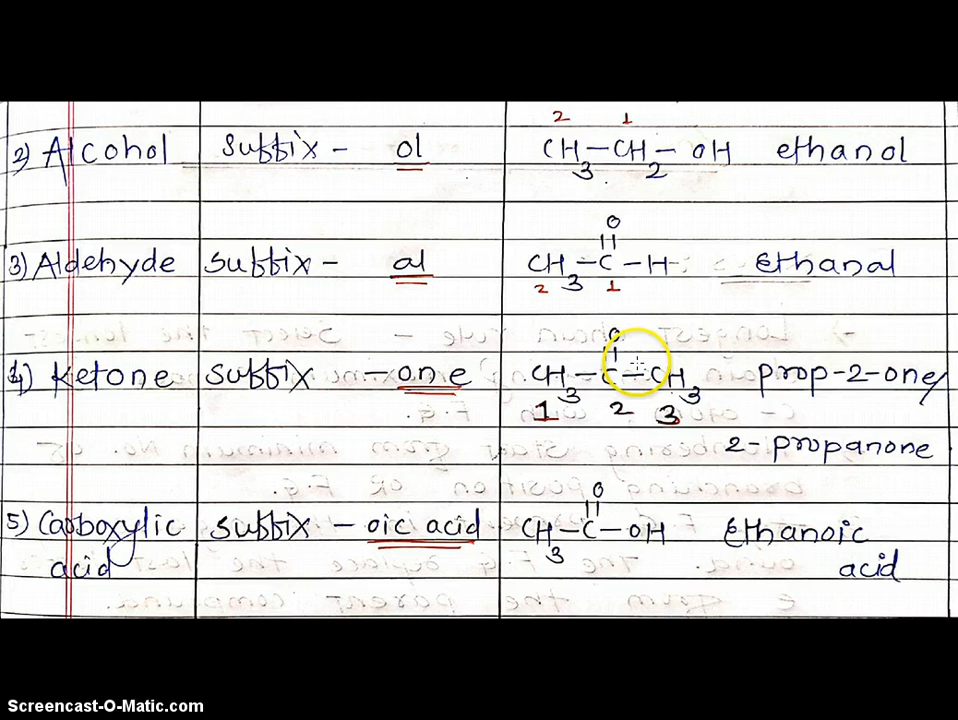 2 1
2) Alcohol suffix - ol CH3-CH2-OH ethanol
O
3) Aldehyde suffix - al CH3-C-H Ethanal
2 1
O
4) Ketone suffix - one CH3-C-CH3 prop-2-one/
1 2 3
2-propanone
O
5) Carboxylic suffix - oic acid CH3-C-OH Ethanoic
acid acid
Screencast-O-Matic.com